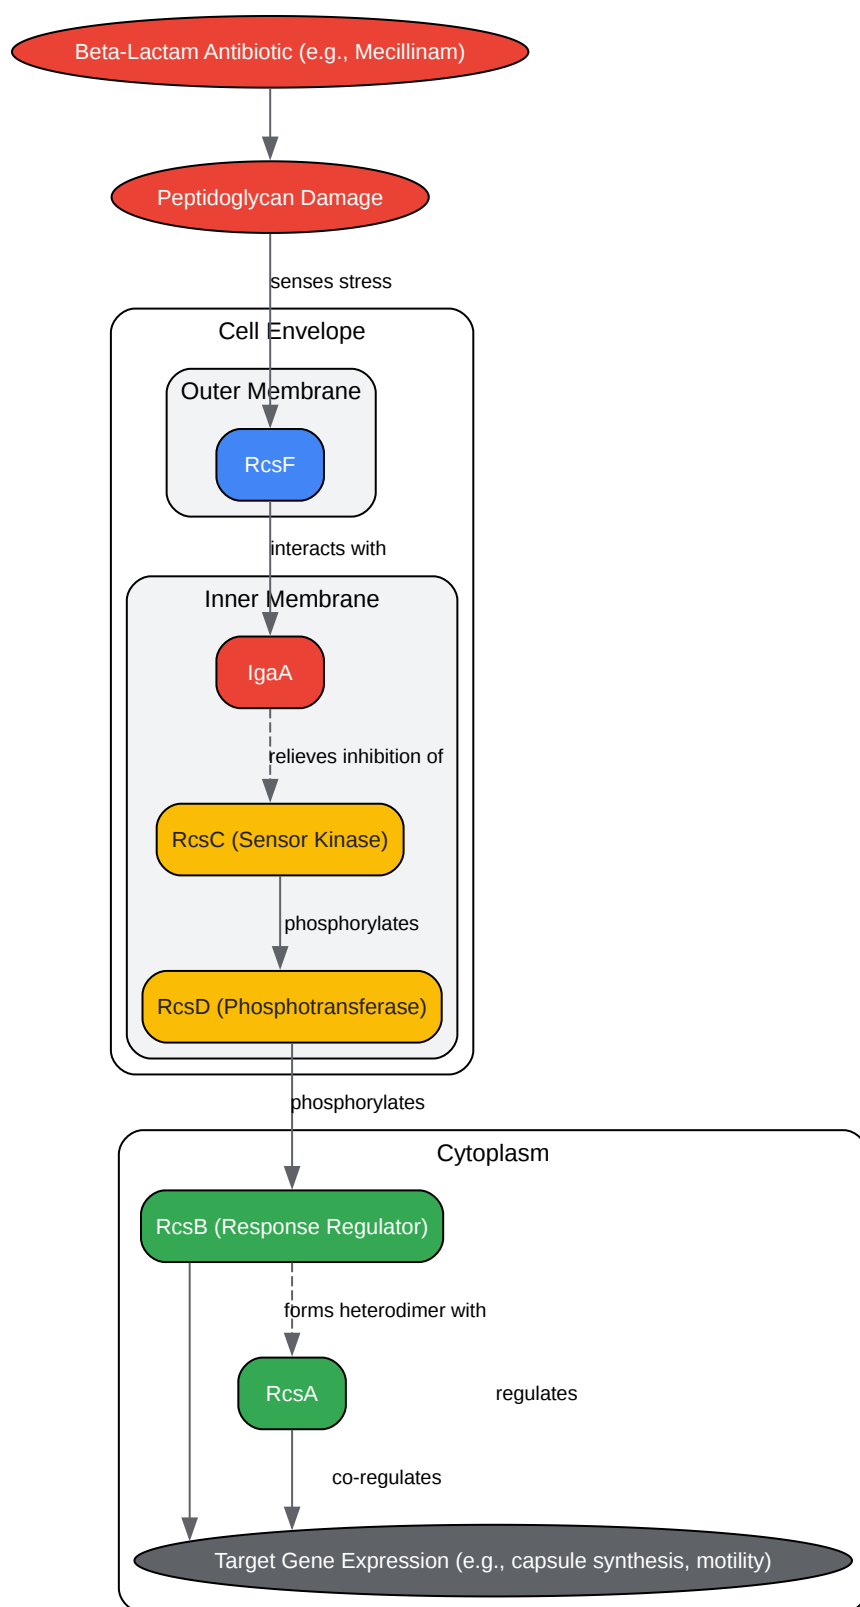 Beta-Lactam Antibiotic (e.g., Mecillinam)
Peptidoglycan Damage
senses stress
Cell Envelope
Outer Membrane
RcsF
interacts with
Inner Membrane
IgaA
relieves inhibition of
RcsC (Sensor Kinase)
phosphorylates
RcsD (Phosphotransferase)
phosphorylates
Cytoplasm
RcsB (Response Regulator)
forms heterodimer with
RcsA
regulates
co-regulates
Target Gene Expression (e.g., capsule synthesis, motility)